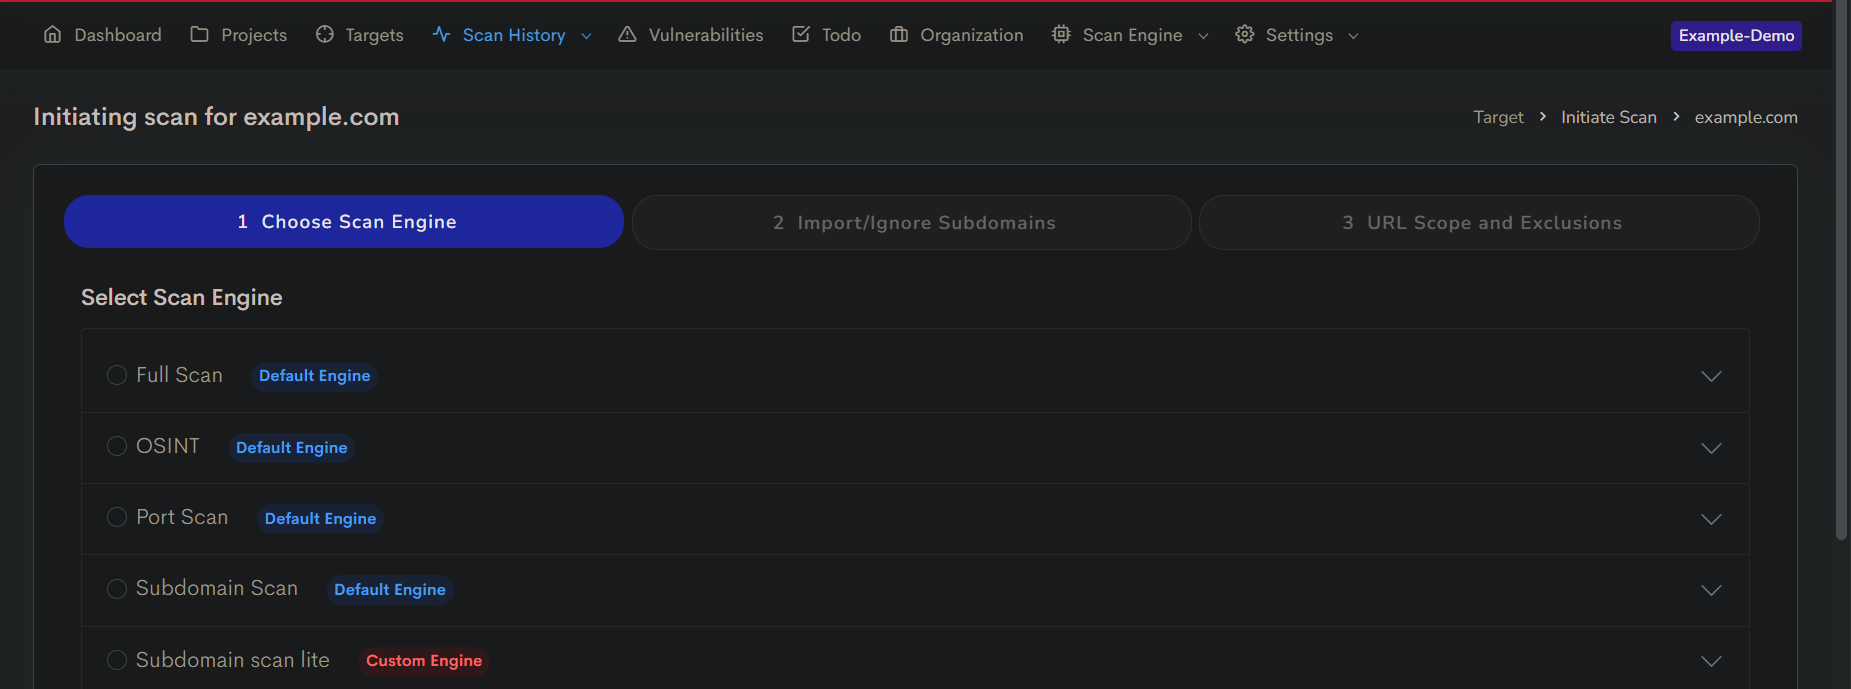 Dashboard Projects Targets Scan History Vulnerabilities Todo Organization Scan Engine Settings Example-Demo
Initiating scan for example.com
Target > Initiate Scan > example.com
1 Choose Scan Engine
2 Import/Ignore Subdomains
3 URL Scope and Exclusions
Select Scan Engine
Full Scan Default Engine
OSINT Default Engine
Port Scan Default Engine
Subdomain Scan Default Engine
Subdomain scan lite Custom Engine